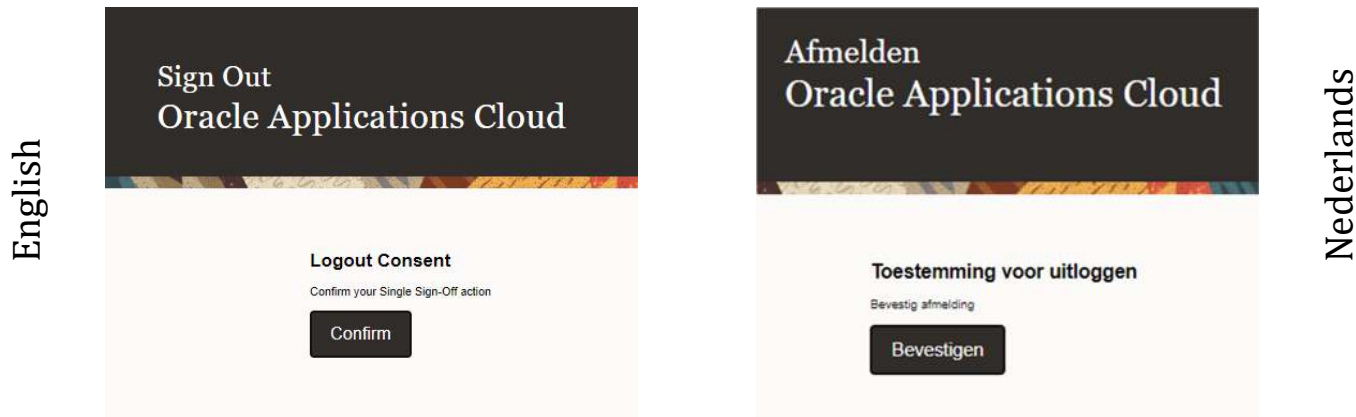 English
Sign Out
Oracle Applications Cloud
Logout Consent
Confirm your Single Sign-Off action
Confirm
Afmelden
Oracle Applications Cloud
Toestemming voor uitloggen
Bevestig afmelding
Bevestigen
Nederlands